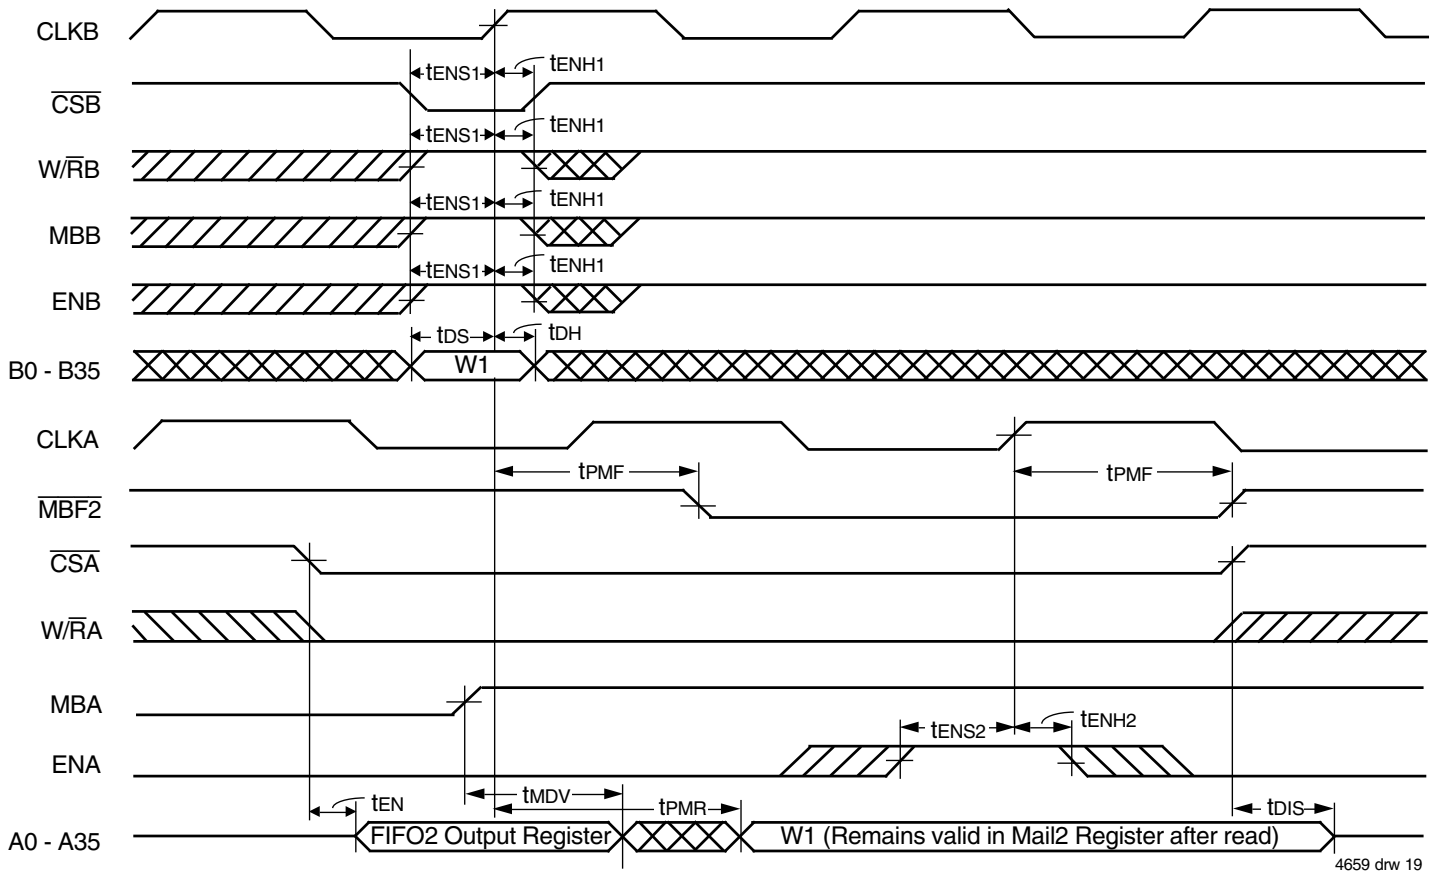 CLKB
tENS1
tENH1
CSB
tENS1
tENH1
W/RB
tENS1
tENH1
MBB
tENS1
tENH1
ENB
tDS
tDH
B0 - B35
W1
CLKA
tPMF
tPMF
MBF2
CSA
W/RA
MBA
tENS2
tENH2
ENA
tEN
tMDV
tPMR
tDIS
A0 - A35
FIFO2 Output Register
W1 (Remains valid in Mail2 Register after read)
4659 drw 19